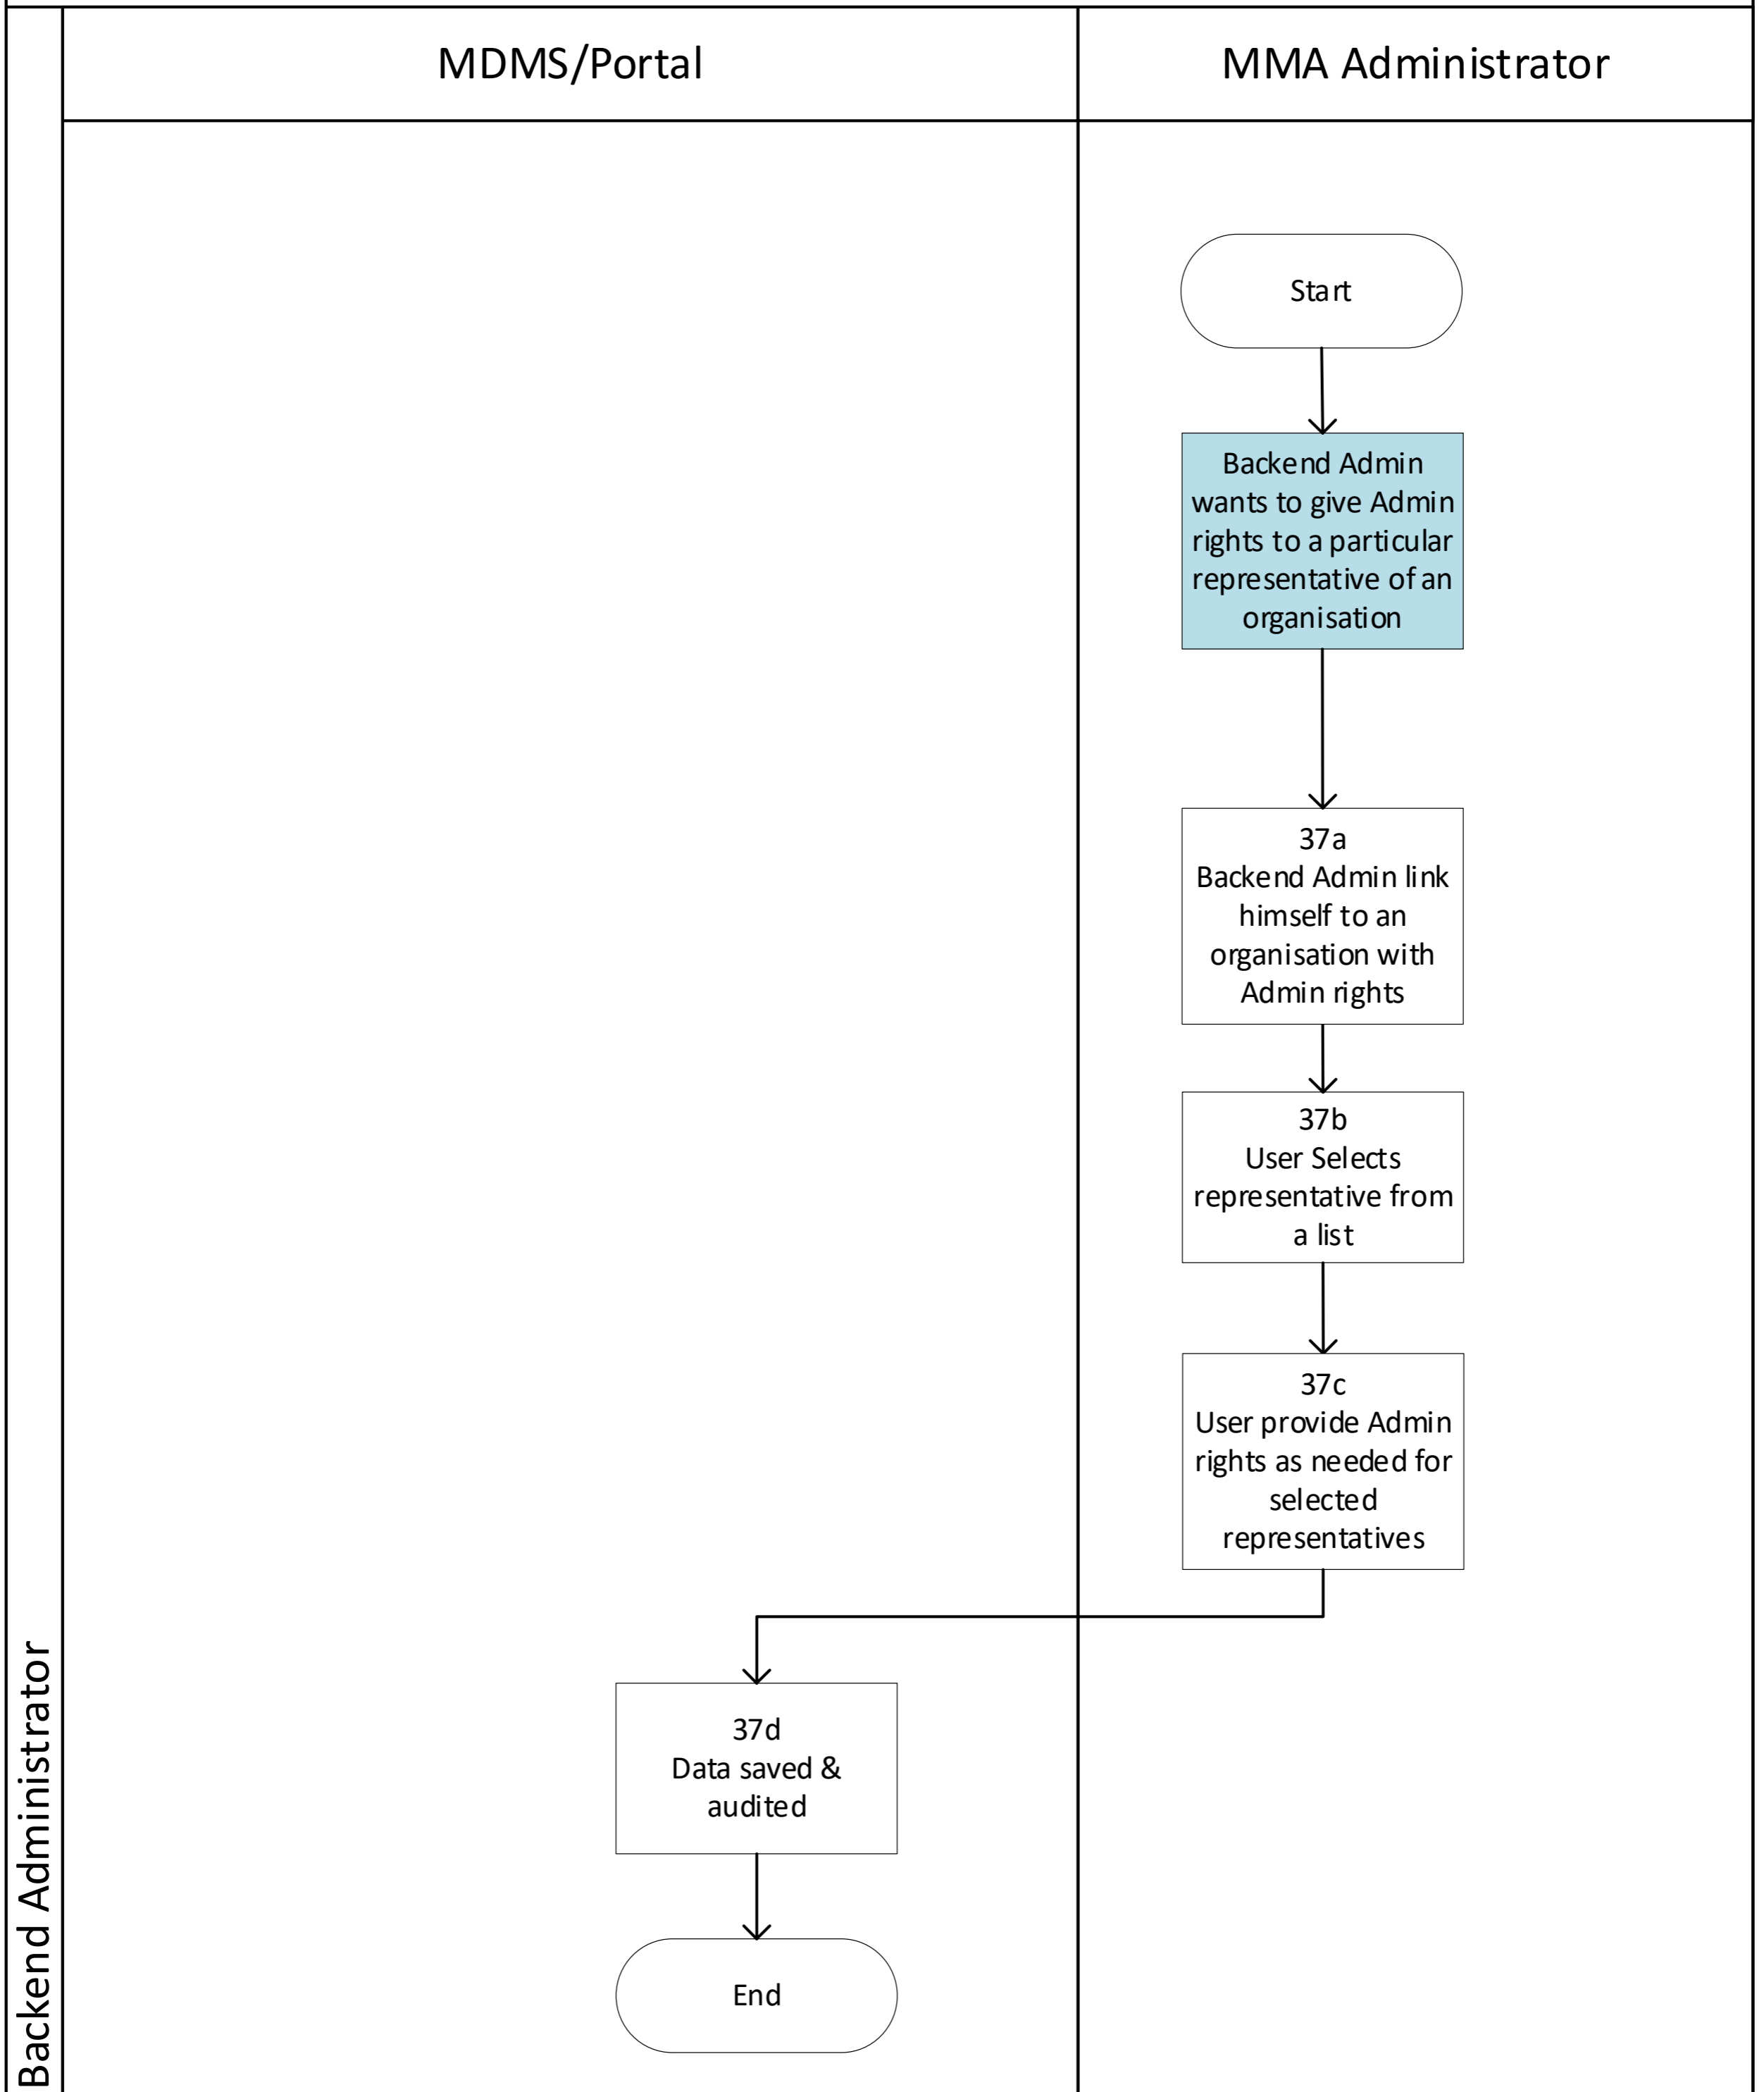 MDMS/Portal
MMA Administrator
Start
Backend Admin
wants to give Admin
rights to a particular
representative of an
organisation
37a
Backend Admin link
himself to an
organisation with
Admin rights
37b
User Selects
representative from
a list
37c
User provide Admin
rights as needed for
selected
representatives
37d
Data saved &
audited
End
Backend Administrator